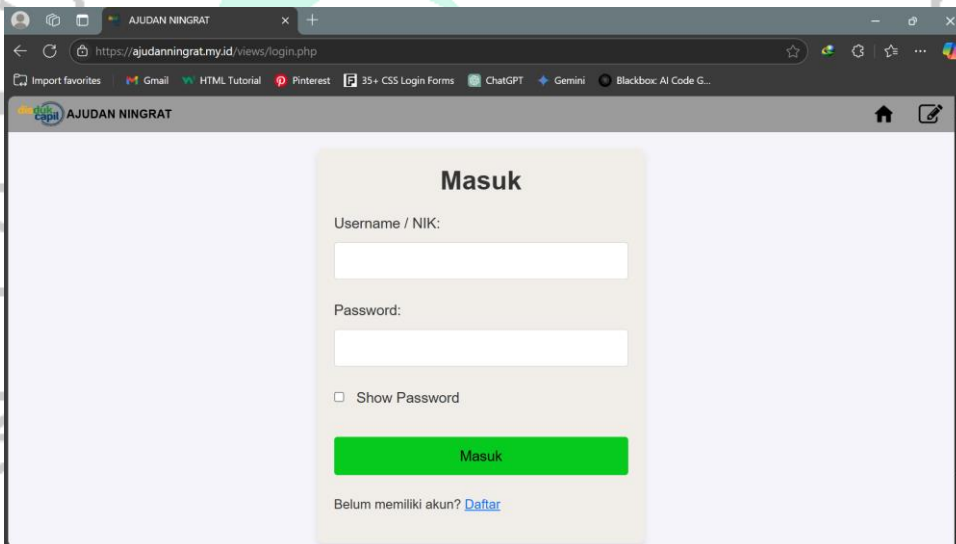 AJUDAN NINGRAT
https://ajudanningrat.my.id/views/login.php
Import favorites Gmail HTML Tutorial Pinterest 35+ CSS Login Forms ChatGPT Gemini Blackbox: AI Code G...
disdukcapil AJUDAN NINGRAT
Masuk
Username / NIK:
Password:
Show Password
Masuk
Belum memiliki akun? Daftar